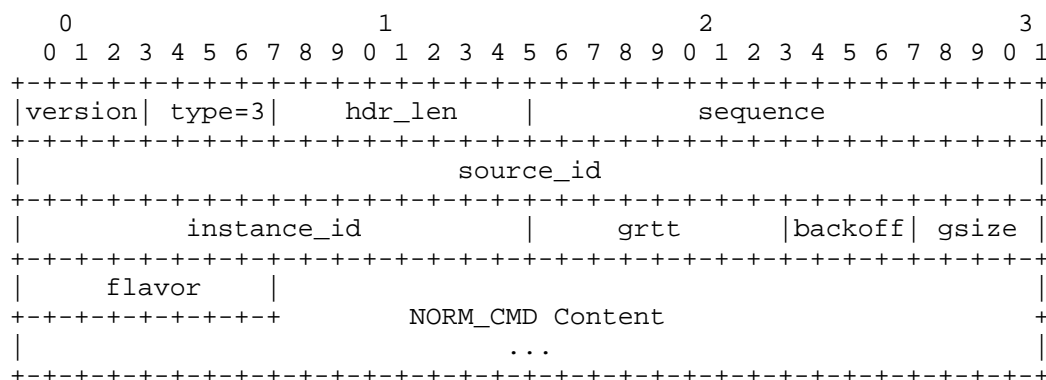 0                   1                   2                   3
 0 1 2 3 4 5 6 7 8 9 0 1 2 3 4 5 6 7 8 9 0 1 2 3 4 5 6 7 8 9 0 1
+-+-+-+-+-+-+-+-+-+-+-+-+-+-+-+-+-+-+-+-+-+-+-+-+-+-+-+-+-+-+-+-+
|version| type=3|    hdr_len    |          sequence             |
+-+-+-+-+-+-+-+-+-+-+-+-+-+-+-+-+-+-+-+-+-+-+-+-+-+-+-+-+-+-+-+-+
|                           source_id                           |
+-+-+-+-+-+-+-+-+-+-+-+-+-+-+-+-+-+-+-+-+-+-+-+-+-+-+-+-+-+-+-+-+
|          instance_id          |     grtt      |backoff| gsize |
+-+-+-+-+-+-+-+-+-+-+-+-+-+-+-+-+-+-+-+-+-+-+-+-+-+-+-+-+-+-+-+-+
|     flavor    |                                               |
+-+-+-+-+-+-+-+-+        NORM_CMD Content                       +
|                              ...                              |
+-+-+-+-+-+-+-+-+-+-+-+-+-+-+-+-+-+-+-+-+-+-+-+-+-+-+-+-+-+-+-+-+